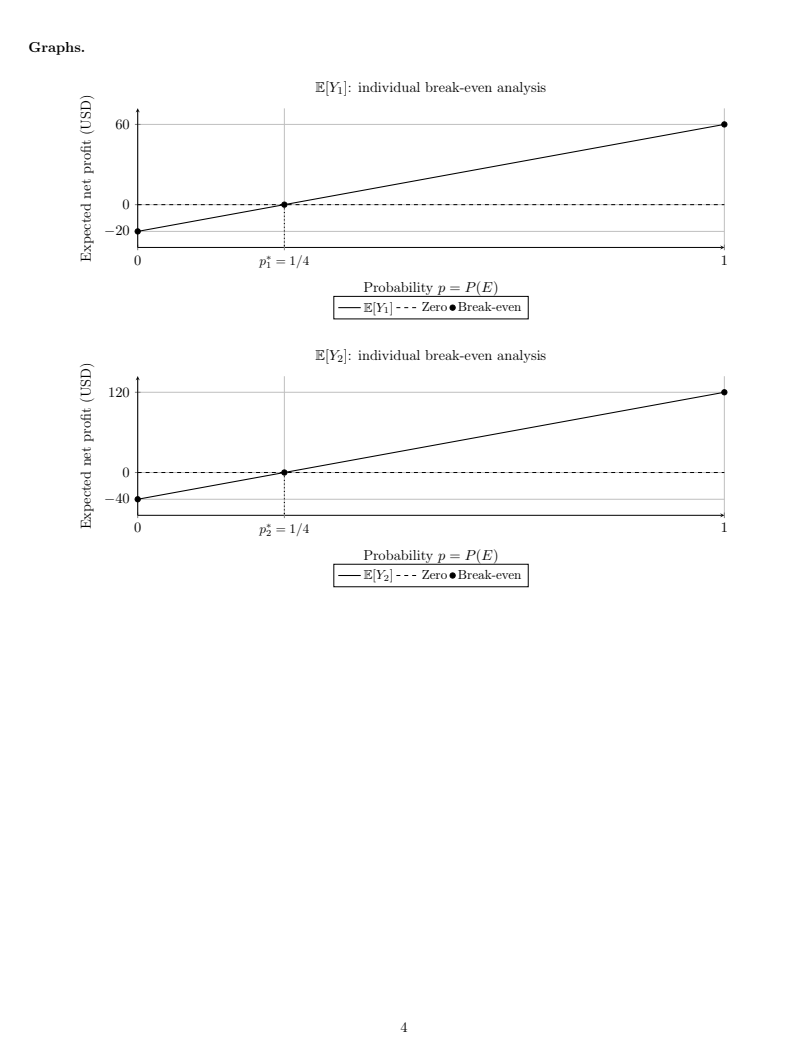 Graphs.
𝔼[Y₁]: individual break-even analysis
Expected net profit (USD)
60
0
−20
0
p₁* = 1/4
1
Probability p = P(E)
𝔼[Y₁] Zero Break-even
𝔼[Y₂]: individual break-even analysis
Expected net profit (USD)
120
0
−40
0
p₂* = 1/4
1
Probability p = P(E)
𝔼[Y₂] Zero Break-even
4